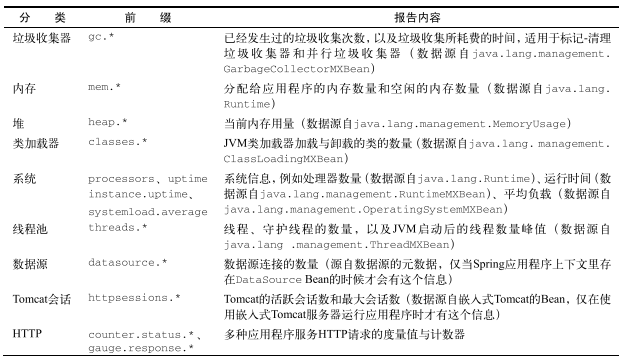 分　类 前　缀 报告内容
垃圾收集器 gc.* 已经发生过的垃圾收集次数，以及垃圾收集所耗费的时间，适用于标记-清理
垃圾收集器和并行垃圾收集器（数据源自java.lang.management.
GarbageCollectorMXBean）
内存 mem.* 分配给应用程序的内存数量和空闲的内存数量（数据源自java.lang.
Runtime）
堆 heap.* 当前内存用量（数据源自java.lang.management.MemoryUsage）
类加载器 classes.* JVM类加载器加载与卸载的类的数量（数据源自java.lang. management.
ClassLoadingMXBean）
系统 processors、uptime 系统信息，例如处理器数量（数据源自java.lang.Runtime）、运行时间（数
instance.uptime、 据源自java.lang.management.RuntimeMXBean）、平均负载（数据源自
systemload.average java.lang.management.OperatingSystemMXBean）
线程池 threads.* 线程、守护线程的数量，以及JVM启动后的线程数量峰值（数据源自
java.lang .management.ThreadMXBean）
数据源 datasource.* 数据源连接的数量（源自数据源的元数据，仅当Spring应用程序上下文里存
在DataSource Bean的时候才会有这个信息）
Tomcat会话 httpsessions.* Tomcat的活跃会话数和最大会话数（数据源自嵌入式Tomcat的Bean，仅在使
用嵌入式Tomcat服务器运行应用程序时才有这个信息）
HTTP counter.status.*、 多种应用程序服务HTTP请求的度量值与计数器
gauge.response.*